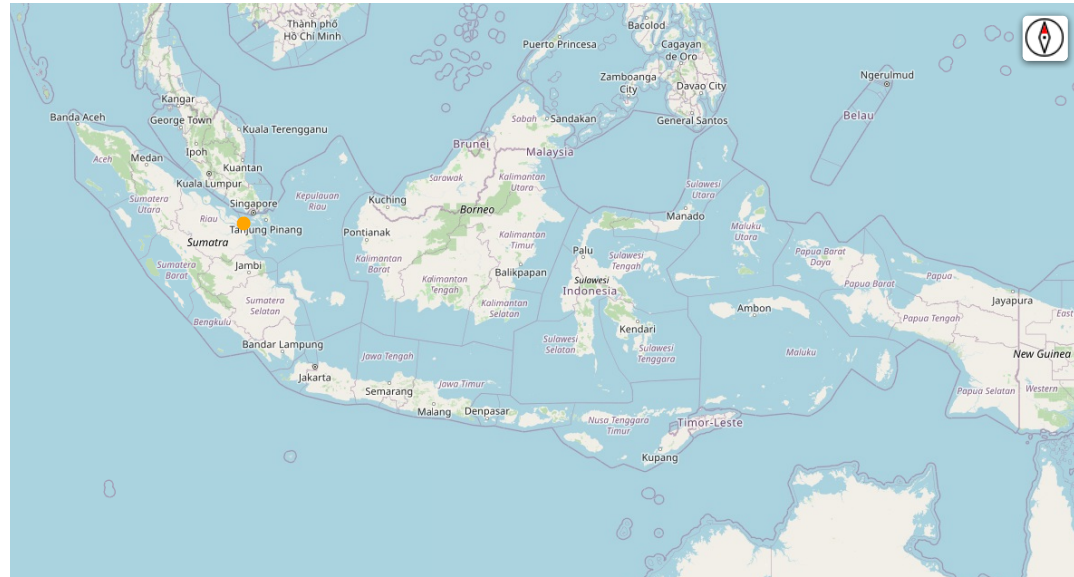 Thành phố
Hồ Chí Minh
Bacolod
Puerto Princesa
Cagayan
de Oro
Zamboanga
City
Davao City
Ngerulmud
Kangar
Banda Aceh
George Town
Kuala Terengganu
General Santos
Belau
Sabah
Sandakan
Brunei
Malaysia
Aceh
Medan
Ipoh
Kuantan
Kuala Lumpur
Sarawak
Kalimantan
Utara
Sulawesi
Utara
Sumatera
Utara
Singapore
Kepulauan
Riau
Kuching
Borneo
Manado
Riau
Tanjung Pinang
Pontianak
Maluku
Utara
Sumatra
Kalimantan
Timur
Palu
Sulawesi
Tengah
Papua Barat
Daya
Sumatera
Barat
Jambi
Kalimantan
Barat
Balikpapan
Sulawesi
Indonesia
Papua
Papua Barat
Kalimantan
Tengah
Sumatera
Selatan
Kalimantan
Selatan
Ambon
Jayapura
East
Bengkulu
Kendari
Papua Tengah
Bandar Lampung
Sulawesi
Selatan
Sulawesi
Tenggara
Maluku
New Guinea
Jawa Tengah
Jakarta
Semarang
Jawa Timur
Papua Selatan
Western
Malang
Denpasar
Nusa Tenggara
Timur
Timor-Leste
Kupang